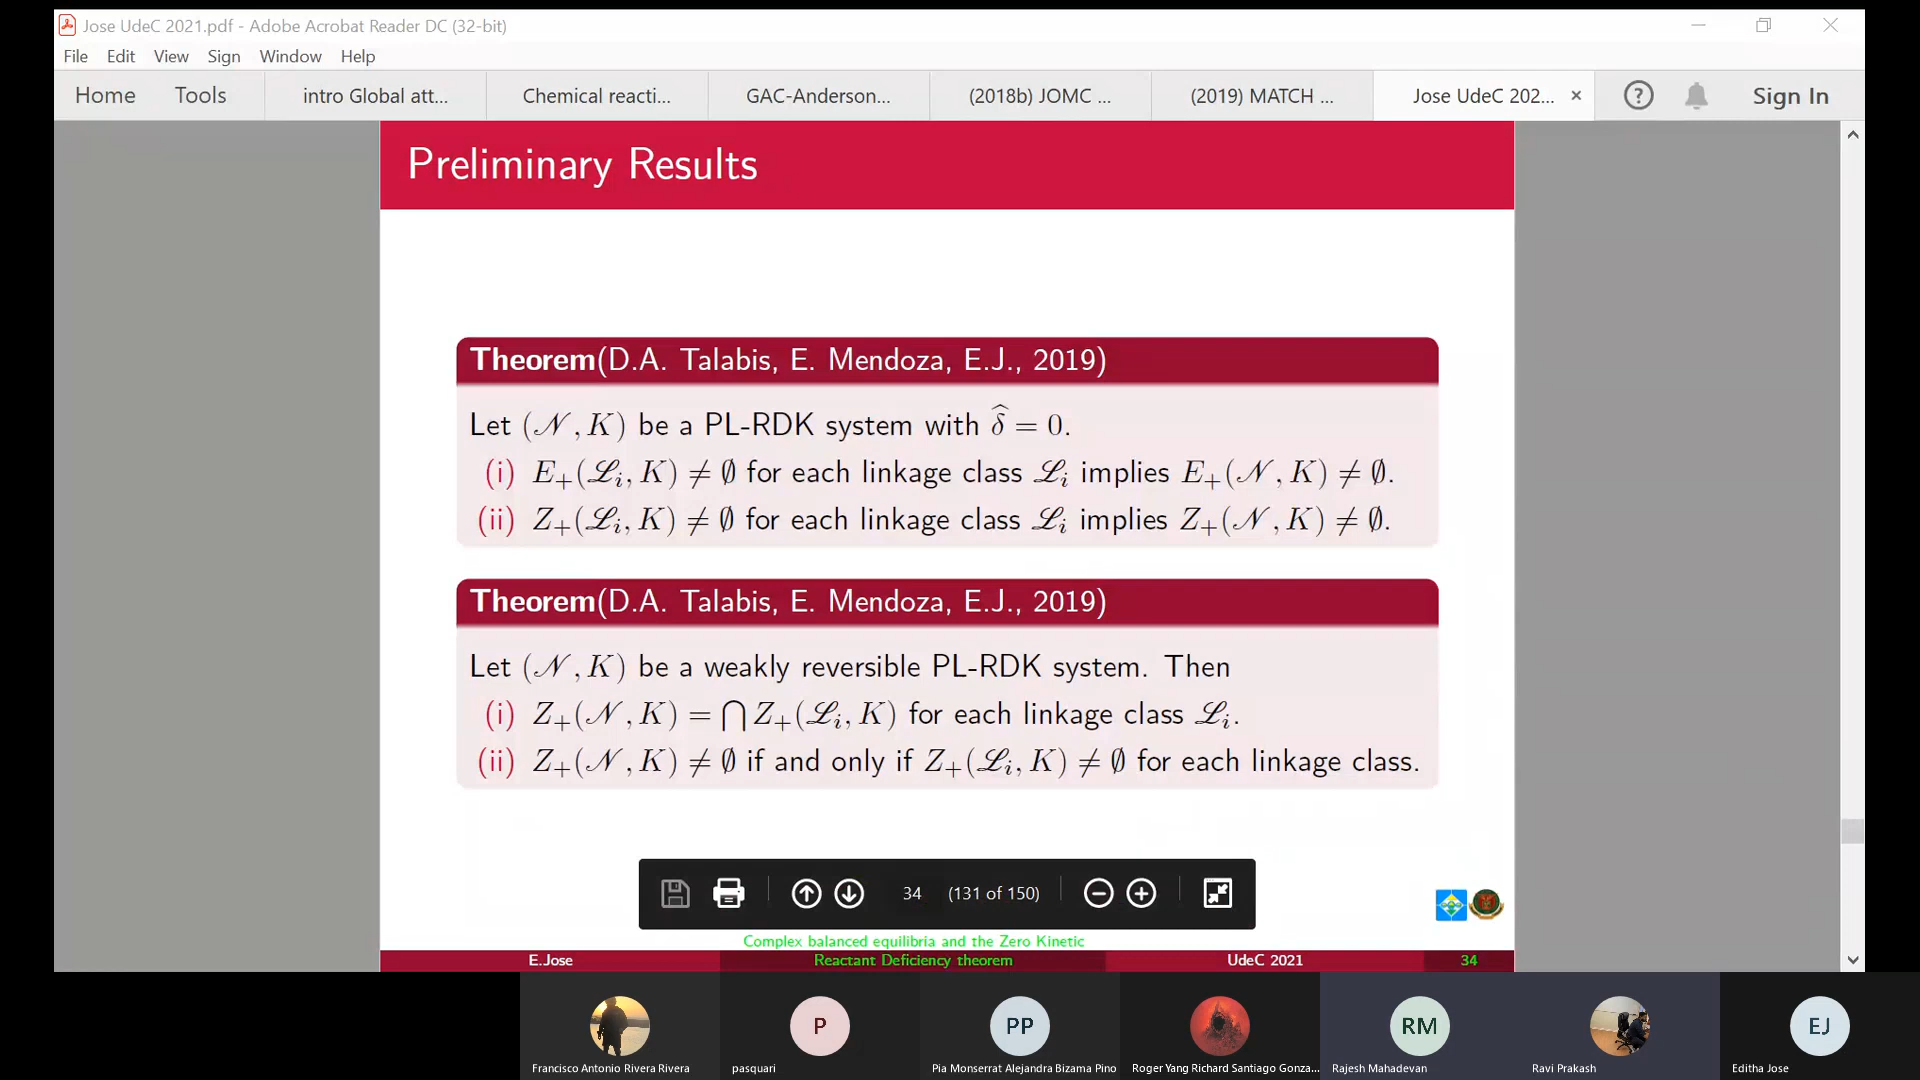 Jose UdeC 2021.pdf - Adobe Acrobat Reader DC (32-bit)
File Edit View Sign Window Help
Home Tools intro Global att... Chemical reacti... GAC-Anderson... (2018b) JOMC ... (2019) MATCH ... Jose UdeC 202... × ? Sign In
Preliminary Results
Theorem(D.A. Talabis, E. Mendoza, E.J., 2019)
Let (𝒩, K) be a PL-RDK system with δ̂ = 0.
(i) E₊(ℒᵢ, K) ≠ ∅ for each linkage class ℒᵢ implies E₊(𝒩, K) ≠ ∅.
(ii) Z₊(ℒᵢ, K) ≠ ∅ for each linkage class ℒᵢ implies Z₊(𝒩, K) ≠ ∅.
Theorem(D.A. Talabis, E. Mendoza, E.J., 2019)
Let (𝒩, K) be a weakly reversible PL-RDK system. Then
(i) Z₊(𝒩, K) = ⋂ Z₊(ℒᵢ, K) for each linkage class ℒᵢ.
(ii) Z₊(𝒩, K) ≠ ∅ if and only if Z₊(ℒᵢ, K) ≠ ∅ for each linkage class.
34 (131 of 150)
Complex balanced equilibria and the Zero Kinetic
E.Jose Reactant Deficiency theorem UdeC 2021 34
P PP RM EJ
Francisco Antonio Rivera Rivera pasquari Pia Monserrat Alejandra Bizama Pino Roger Yang Richard Santiago Gonza... Rajesh Mahadevan Ravi Prakash Editha Jose